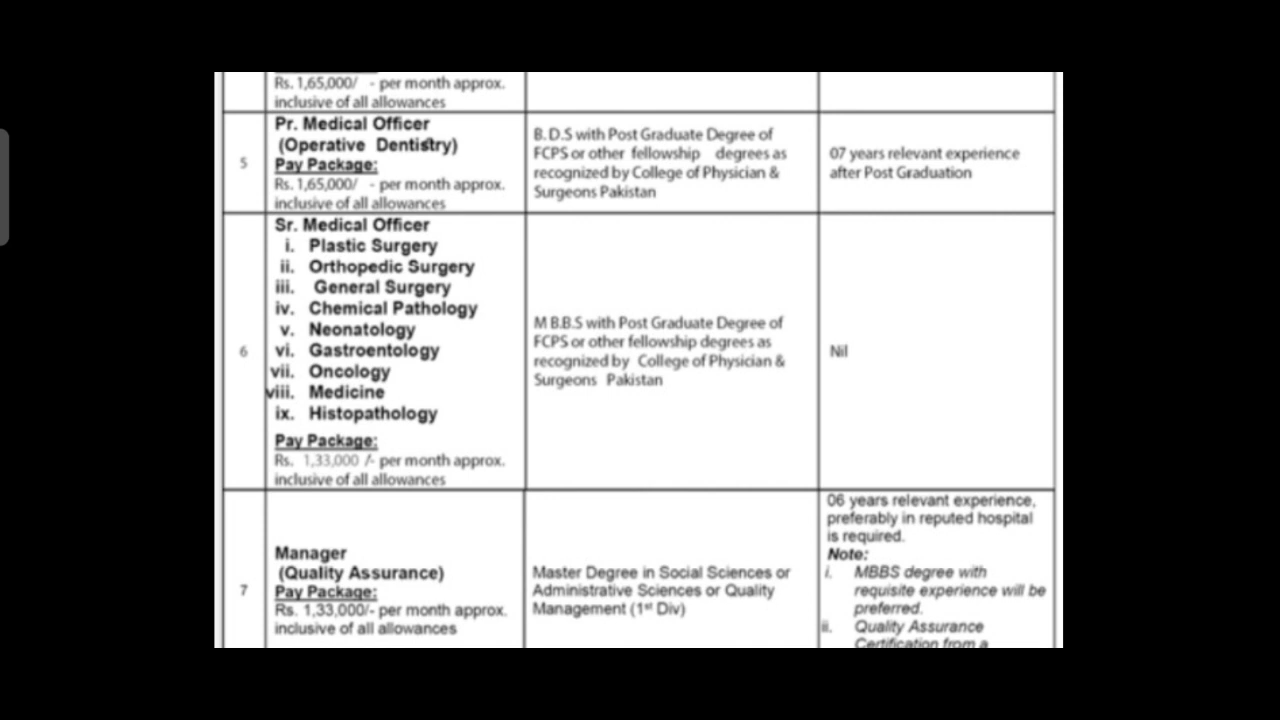 Rs. 1,65,000/ - per month approx.
inclusive of all allowances
5
Pr. Medical Officer
(Operative Dentistry)
Pay Package:
Rs. 1,65,000/ - per month approx.
inclusive of all allowances
B.D.S with Post Graduate Degree of
FCPS or other fellowship degrees as
recognized by College of Physician &
Surgeons Pakistan
07 years relevant experience
after Post Graduation
6
Sr. Medical Officer
i. Plastic Surgery
ii. Orthopedic Surgery
iii. General Surgery
iv. Chemical Pathology
v. Neonatology
vi. Gastroentology
vii. Oncology
viii. Medicine
ix. Histopathology
Pay Package:
Rs. 1,33,000 /- per month approx.
inclusive of all allowances
M B.B.S with Post Graduate Degree of
FCPS or other fellowship degrees as
recognized by College of Physician &
Surgeons Pakistan
Nil
7
Manager
(Quality Assurance)
Pay Package:
Rs. 1,33,000/- per month approx.
inclusive of all allowances
Master Degree in Social Sciences or
Administrative Sciences or Quality
Management (1st Div)
06 years relevant experience,
preferably in reputed hospital
is required.
Note:
i. MBBS degree with
requisite experience will be
preferred.
ii. Quality Assurance
Certification from a